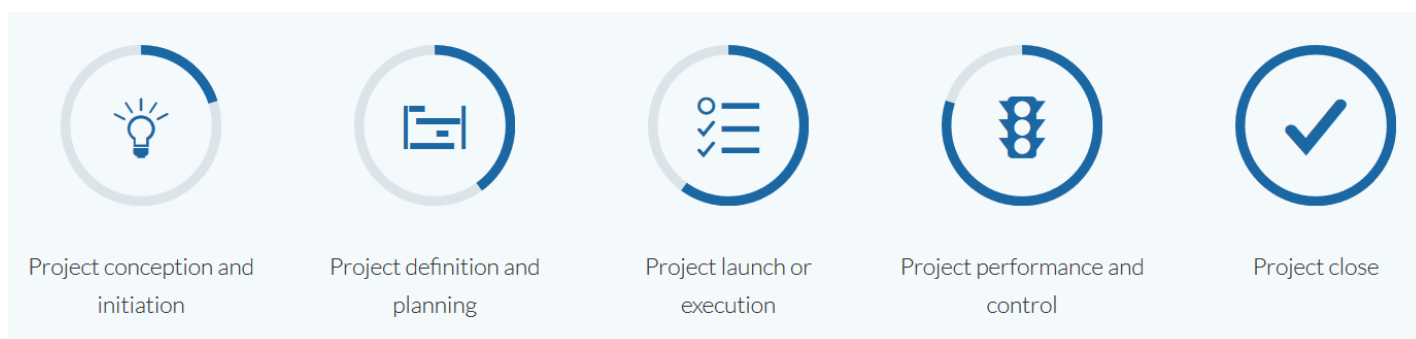 Project conception and
initiation
Project definition and
planning
Project launch or
execution
Project performance and
control
Project close